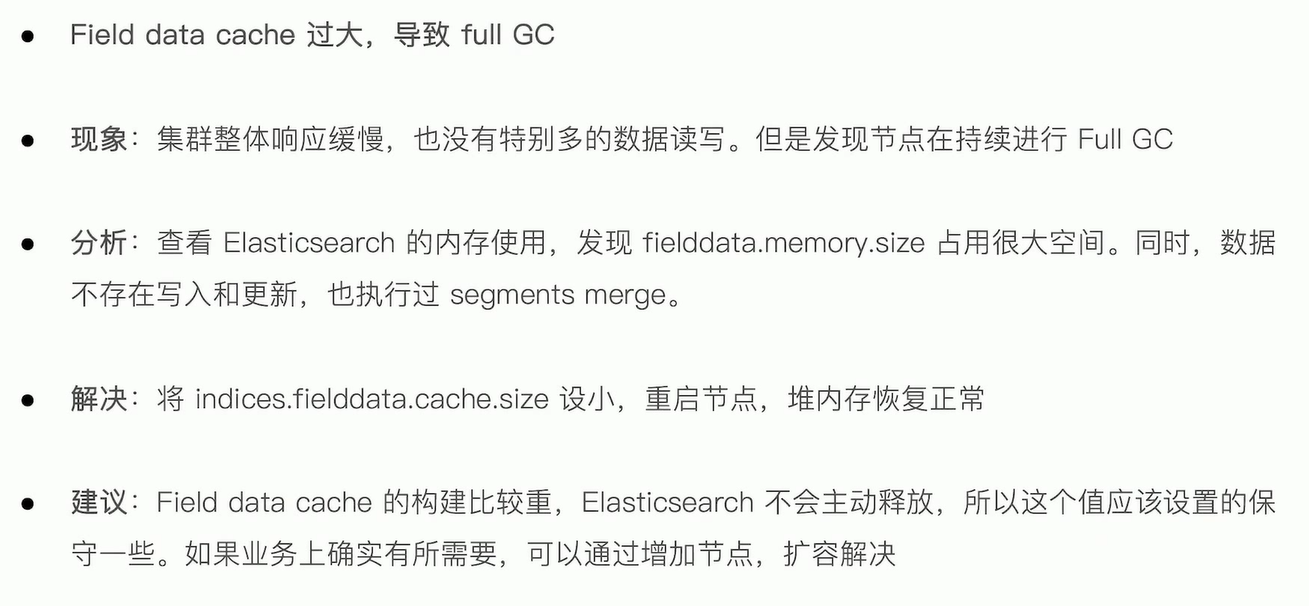 ● Field data cache 过大，导致 full GC
● 现象：集群整体响应缓慢，也没有特别多的数据读写。但是发现节点在持续进行 Full GC
● 分析：查看 Elasticsearch 的内存使用，发现 fielddata.memory.size 占用很大空间。同时，数据
不存在写入和更新，也执行过 segments merge。
● 解决：将 indices.fielddata.cache.size 设小，重启节点，堆内存恢复正常
● 建议：Field data cache 的构建比较重，Elasticsearch 不会主动释放，所以这个值应该设置的保
守一些。如果业务上确实有所需要，可以通过增加节点，扩容解决